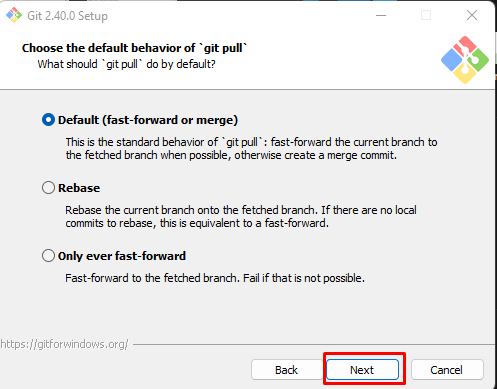 Git 2.40.0 Setup
Choose the default behavior of `git pull`
What should `git pull` do by default?
Default (fast-forward or merge)
This is the standard behavior of `git pull`: fast-forward the current branch to
the fetched branch when possible, otherwise create a merge commit.
Rebase
Rebase the current branch onto the fetched branch. If there are no local
commits to rebase, this is equivalent to a fast-forward.
Only ever fast-forward
Fast-forward to the fetched branch. Fail if that is not possible.
https://gitforwindows.org/
Back
Next
Cancel